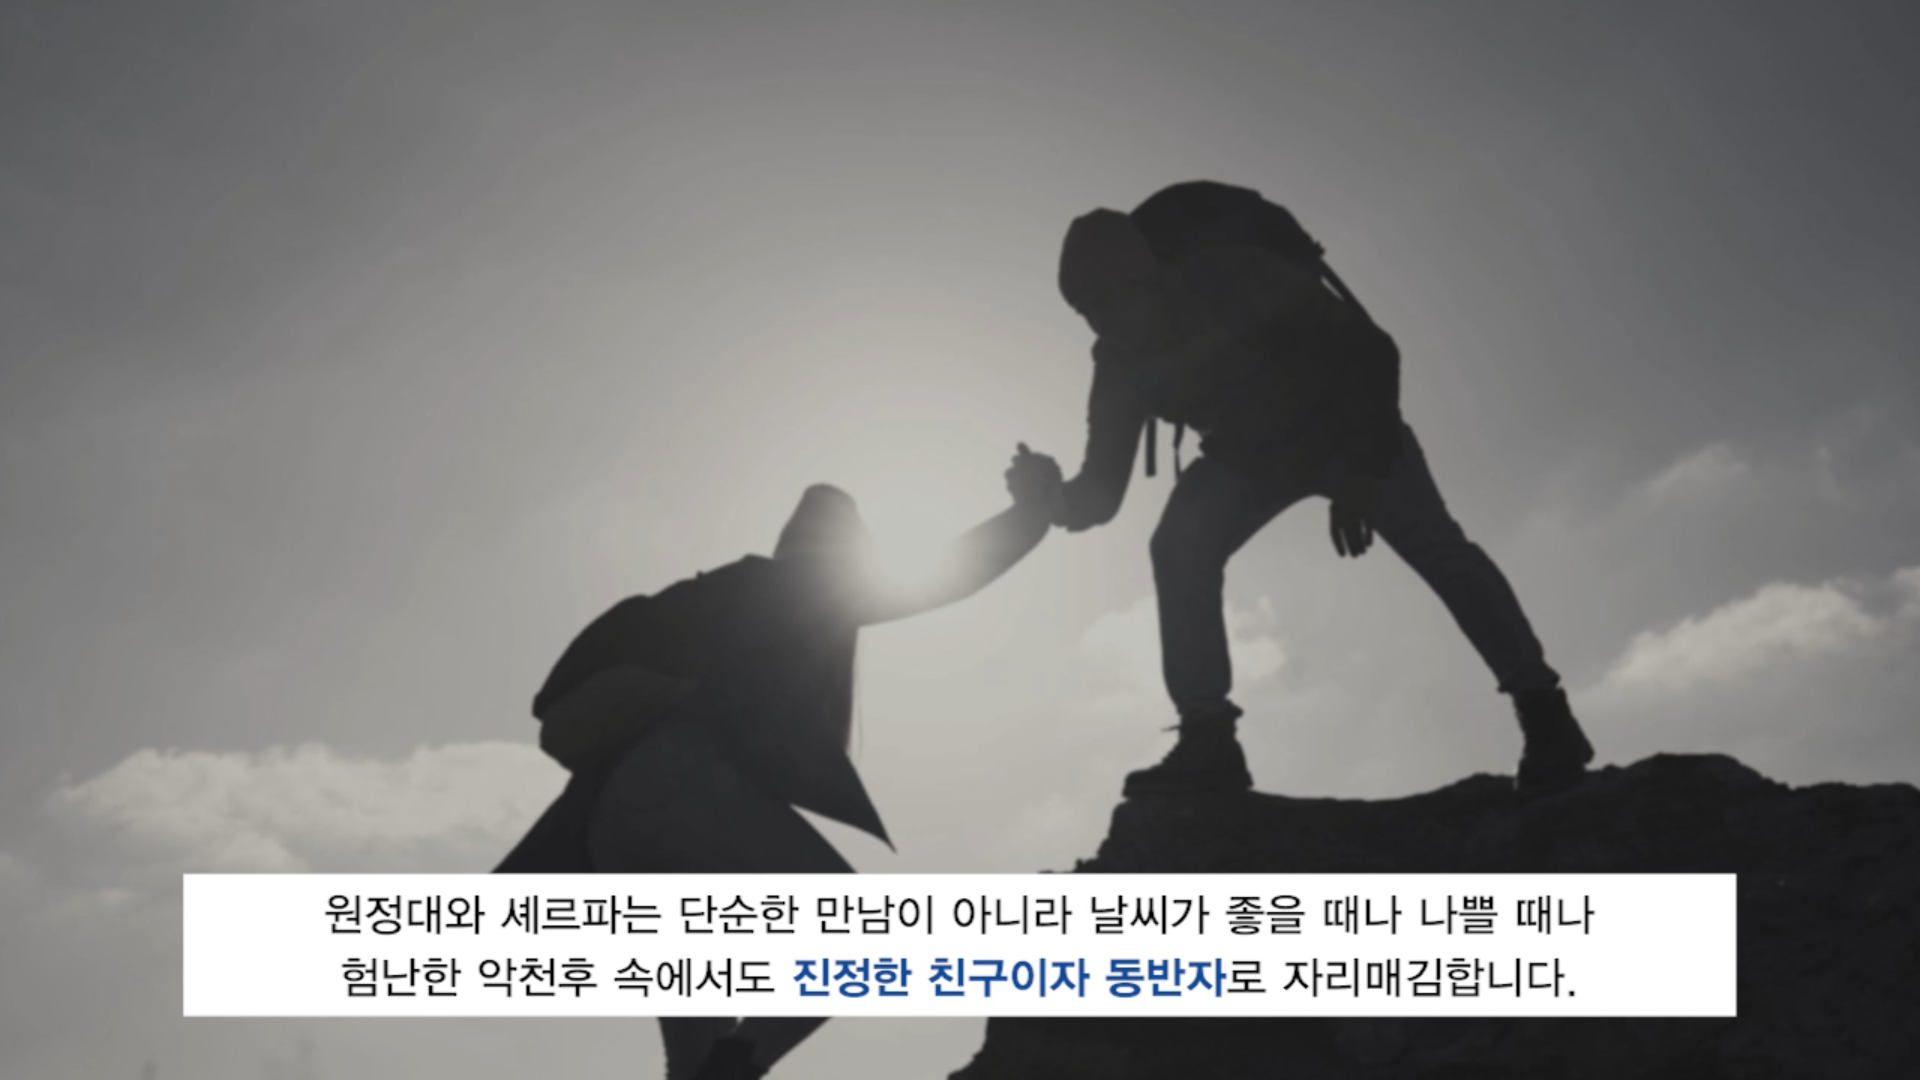 원정대와 셰르파는 단순한 만남이 아니라 날씨가 좋을 때나 나쁠 때나
험난한 악천후 속에서도 진정한 친구이자 동반자로 자리매김합니다.